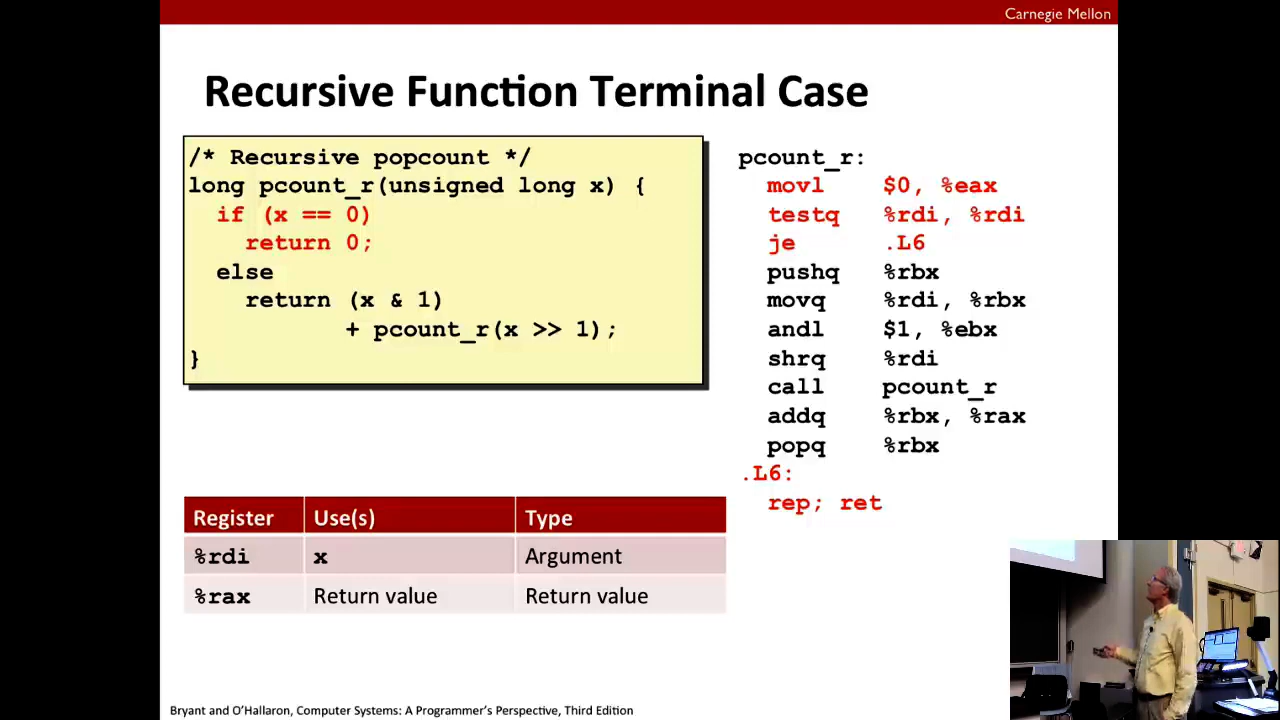 Carnegie Mellon
Recursive Function Terminal Case
/* Recursive popcount */
long pcount_r(unsigned long x) {
  if (x == 0)
    return 0;
  else
    return (x & 1)
           + pcount_r(x >> 1);
}
pcount_r:
  movl    $0, %eax
  testq   %rdi, %rdi
  je      .L6
  pushq   %rbx
  movq    %rdi, %rbx
  andl    $1, %ebx
  shrq    %rdi
  call    pcount_r
  addq    %rbx, %rax
  popq    %rbx
.L6:
  rep; ret
Register Use(s) Type
%rdi x Argument
%rax Return value Return value
Bryant and O'Hallaron, Computer Systems: A Programmer's Perspective, Third Edition